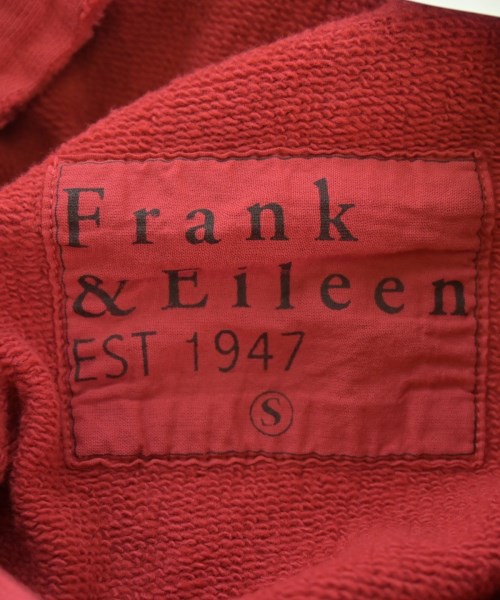 Frank
& Eileen
EST 1947
S